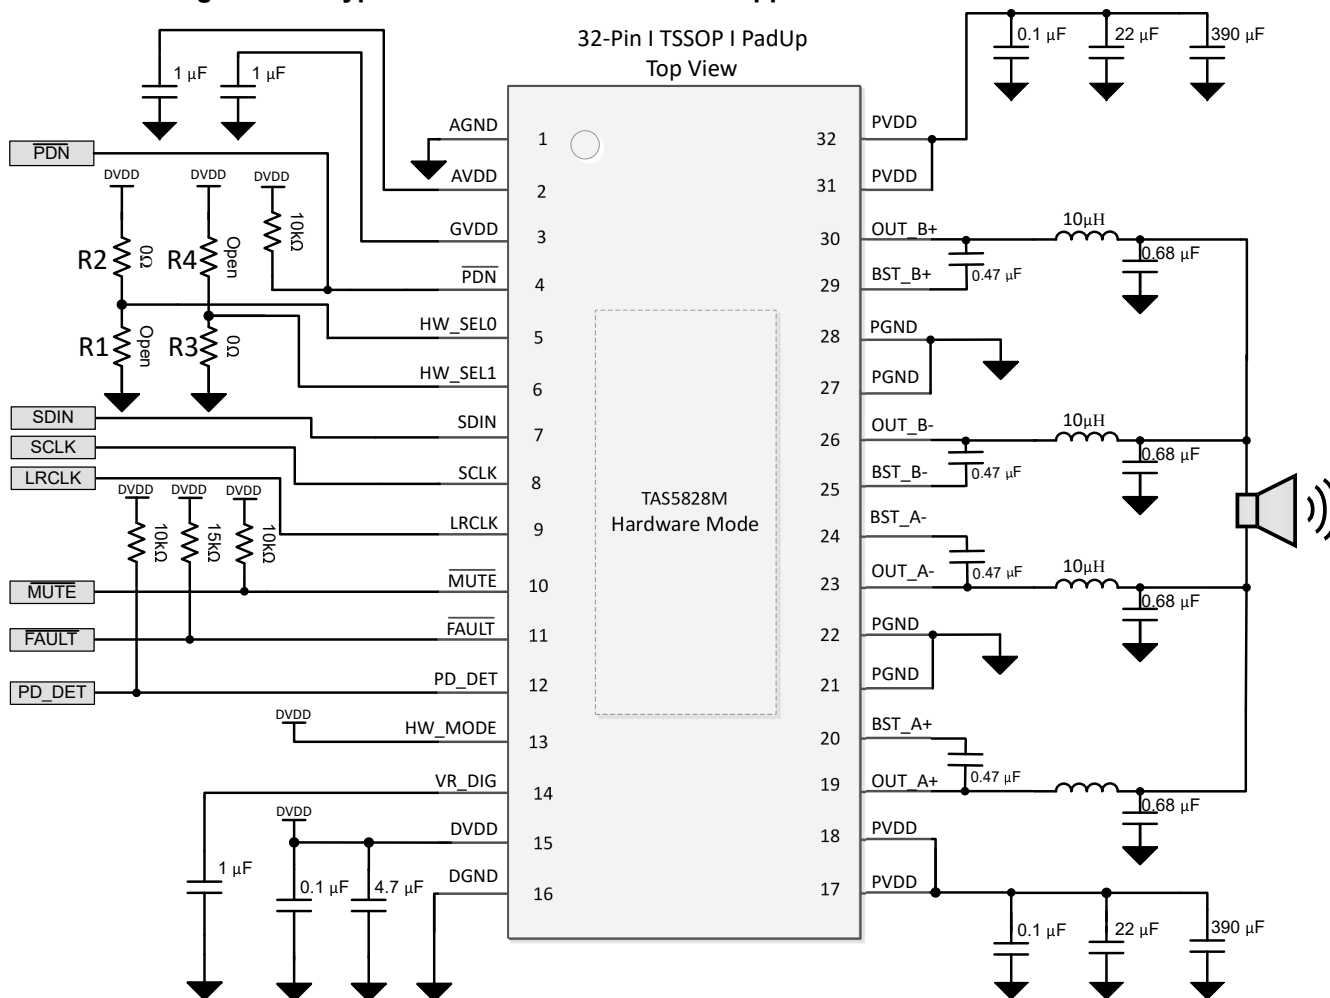 32-Pin I TSSOP I PadUp
Top View
1 µF
1 µF
0.1 µF
22 µF
390 µF
PDN
AGND
1
AVDD
2
GVDD
3
PDN
4
HW_SEL0
5
HW_SEL1
6
SDIN
7
SCLK
8
LRCLK
9
MUTE
10
FAULT
11
PD_DET
12
HW_MODE
13
VR_DIG
14
DVDD
15
DGND
16
DVDD
DVDD
DVDD
10kΩ
R2
0Ω
R4
Open
R1
Open
R3
0Ω
SDIN
SCLK
LRCLK
DVDD
DVDD
DVDD
10kΩ
15kΩ
10kΩ
MUTE
FAULT
PD_DET
DVDD
DVDD
1 µF
0.1 µF
4.7 µF
TAS5828M
Hardware Mode
32
PVDD
31
PVDD
30
OUT_B+
29
BST_B+
28
PGND
27
PGND
26
OUT_B-
25
BST_B-
24
BST_A-
23
OUT_A-
22
PGND
21
PGND
20
BST_A+
19
OUT_A+
18
PVDD
17
PVDD
10µH
0.68 µF
0.47 µF
10µH
0.68 µF
0.47 µF
0.47 µF
10µH
0.68 µF
0.47 µF
0.68 µF
0.1 µF
22 µF
390 µF